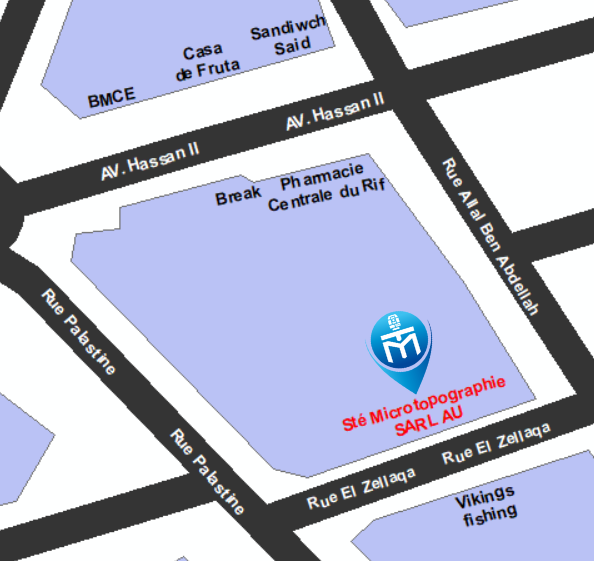 Sandiwch
Said
Casa
de Fruta
BMCE
AV. Hassan II
AV. Hassan II
Break
Pharmacie
Centrale du Rif
Rue Allal Ben Abdellah
Rue Palastine
Sté Microtopographie
SARL AU
Rue Palastine
Rue El Zellaqa
Rue El Zellaqa
Vikings
fishing